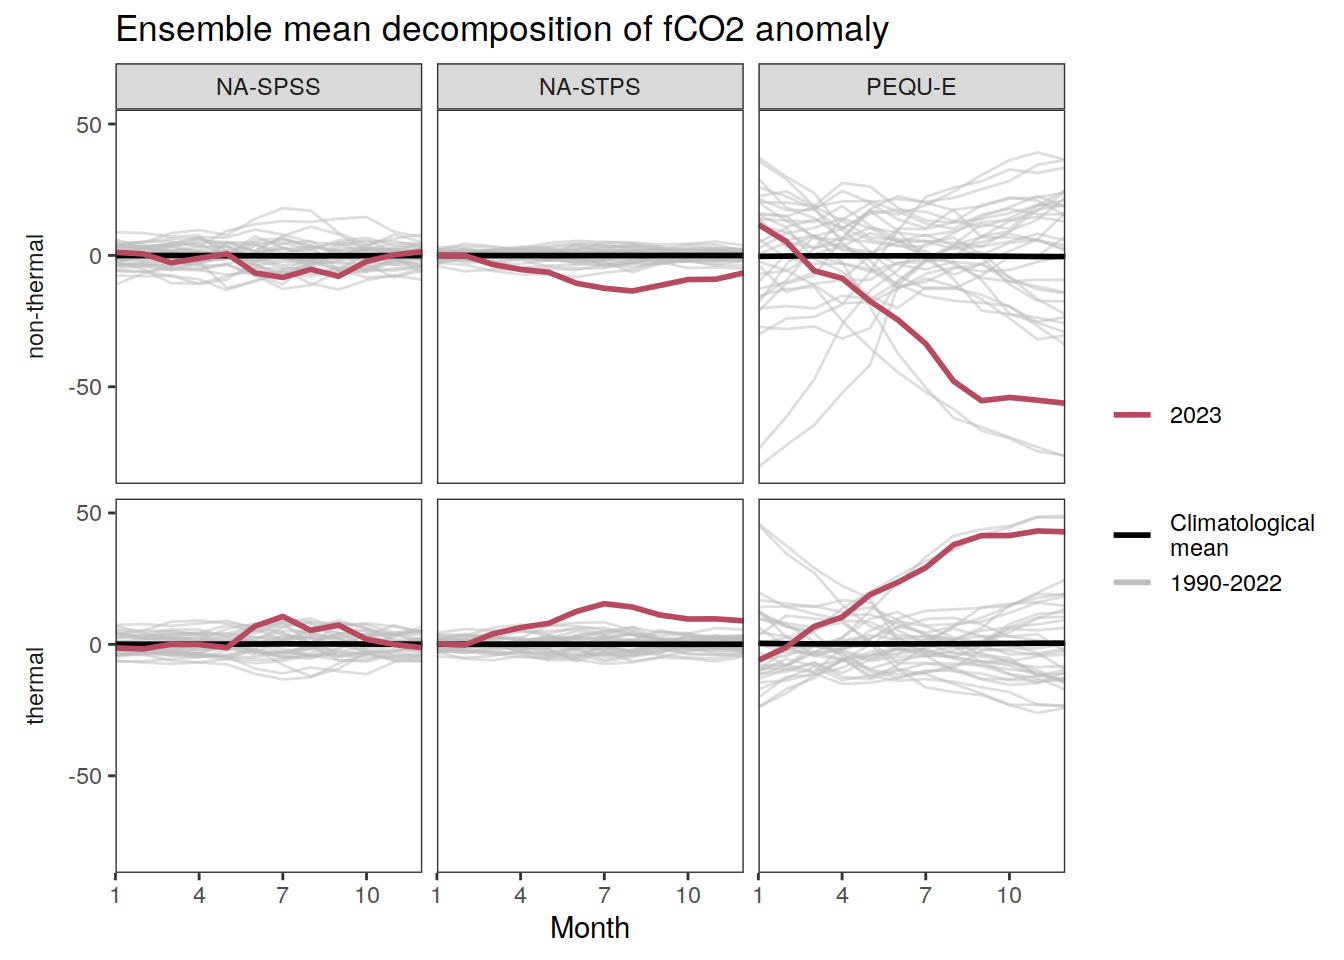 Ensemble mean decomposition of fCO2 anomaly
NA-SPSS
NA-STPS
PEQU-E
non-thermal
50
0
-50
thermal
50
0
-50
1
4
7
10
1
4
7
10
1
4
7
10
Month
2023
Climatological
mean
1990-2022